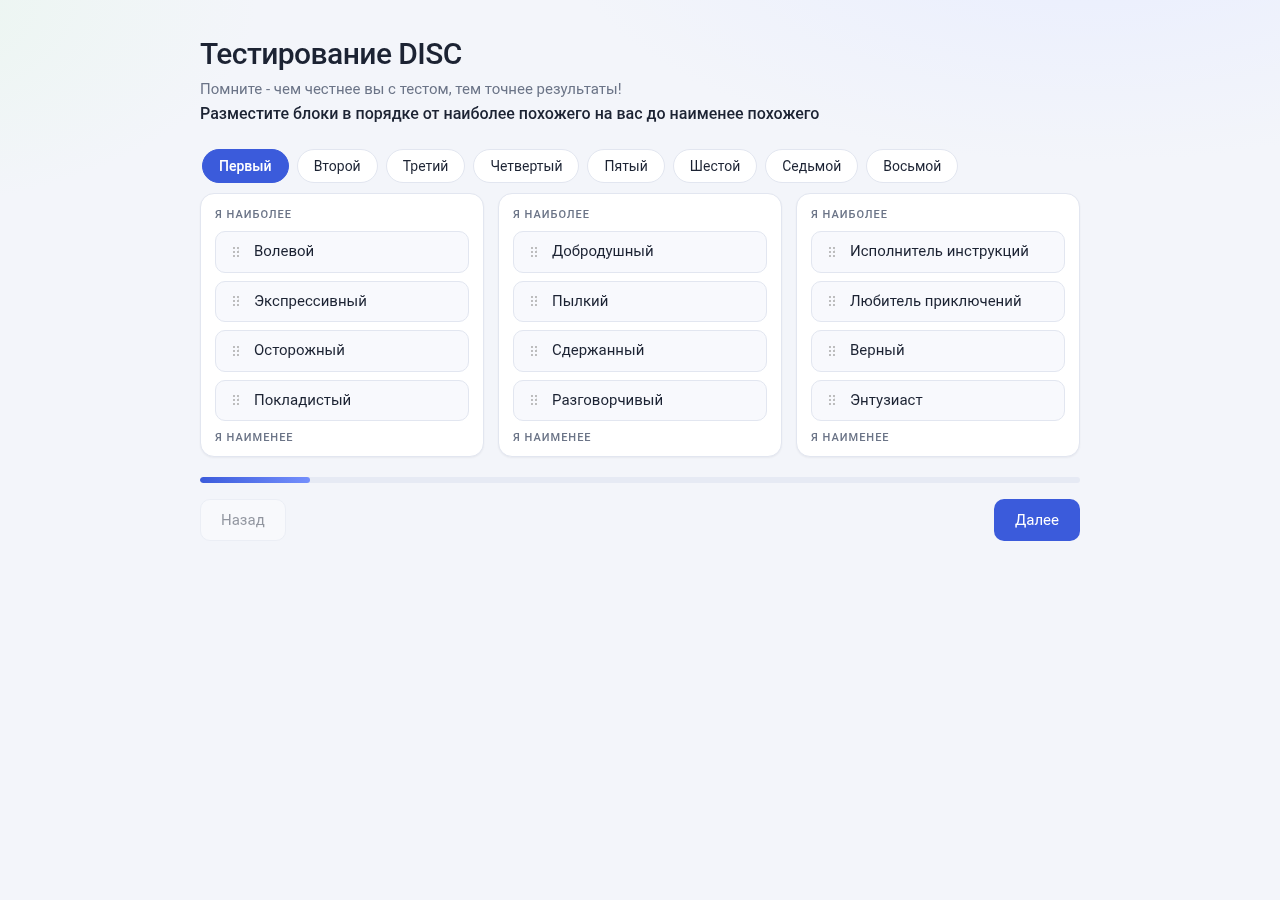 Тестирование DISC
Помните - чем честнее вы с тестом, тем точнее результаты!
Разместите блоки в порядке от наиболее похожего на вас до наименее похожего
Первый
Второй
Третий
Четвертый
Пятый
Шестой
Седьмой
Восьмой
Я НАИБОЛЕЕ
Волевой
Экспрессивный
Осторожный
Покладистый
Я НАИМЕНЕЕ
Я НАИБОЛЕЕ
Добродушный
Пылкий
Сдержанный
Разговорчивый
Я НАИМЕНЕЕ
Я НАИБОЛЕЕ
Исполнитель инструкций
Любитель приключений
Верный
Энтузиаст
Я НАИМЕНЕЕ
Назад
Далее